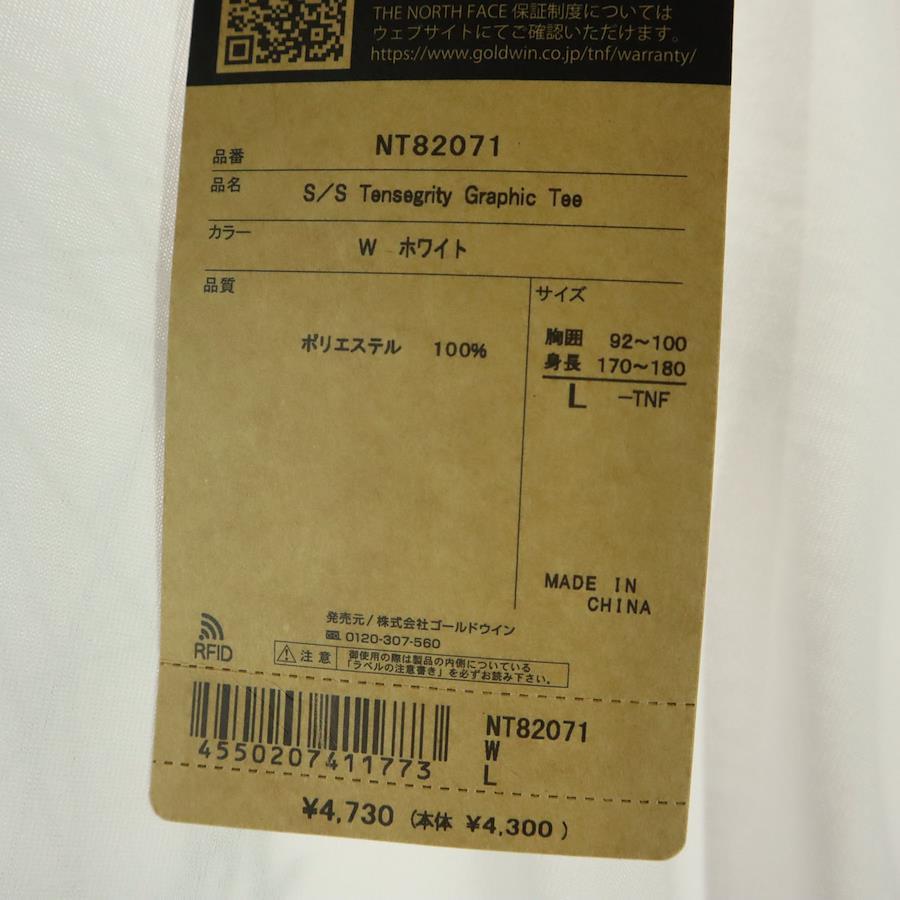 THE NORTH FACE 保証制度については
ウェブサイトにてご確認いただけます。
https://www.goldwin.co.jp/tnf/warranty/
品番 NT82071
品名 S/S Tensegrity Graphic Tee
カラー W ホワイト
品質
ポリエステル 100%
サイズ
胸囲 92～100
身長 170～180
L -TNF
MADE IN
CHINA
RFID
発売元/株式会社ゴールドウイン
0120-307-560
注意
御使用の際は製品の内側についている
「ラベルの注意書き」を必ずお読み下さい。
4550207411773
NT82071
W
L
¥4,730 (本体 ¥4,300)